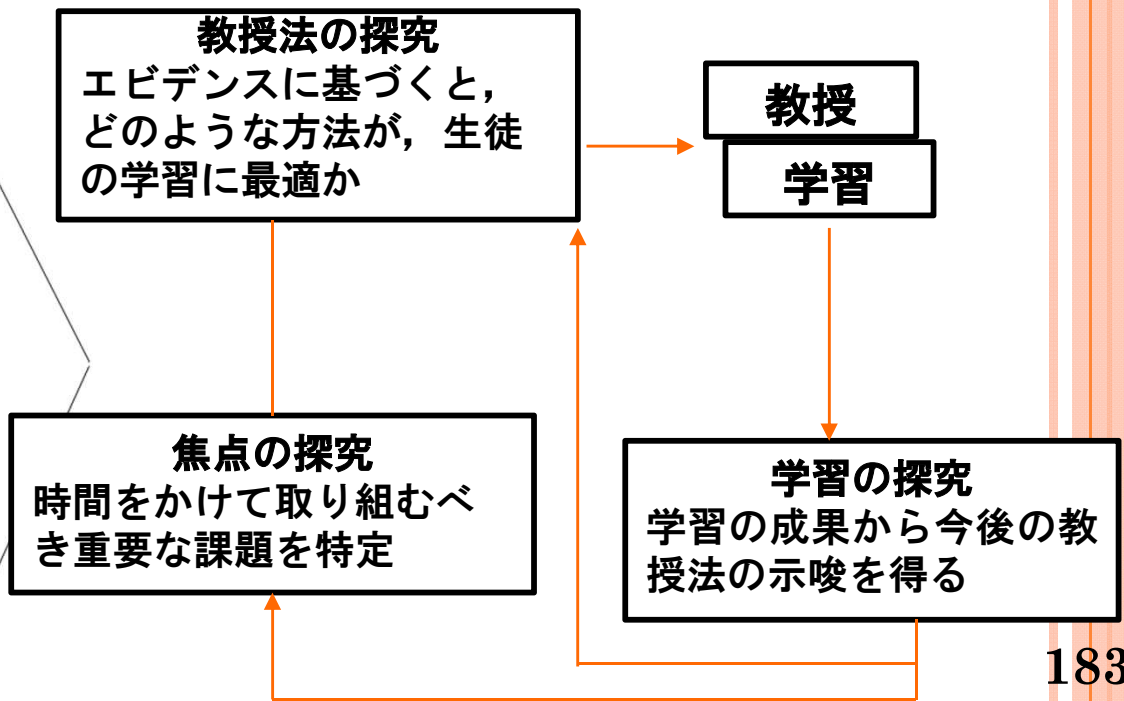 教授法の探究
エビデンスに基づくと，
どのような方法が，生徒
の学習に最適か
教授
学習
焦点の探究
時間をかけて取り組むべ
き重要な課題を特定
学習の探究
学習の成果から今後の教
授法の示唆を得る
183